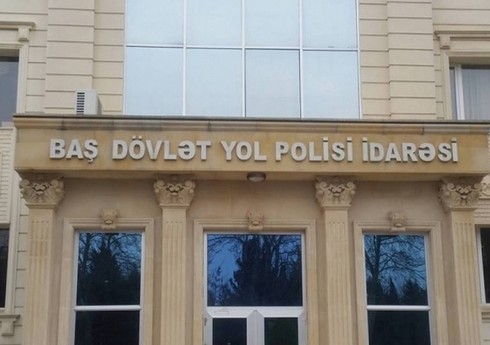 BAŞ DÖVLƏT YOL POLİSİ İDARƏSİ